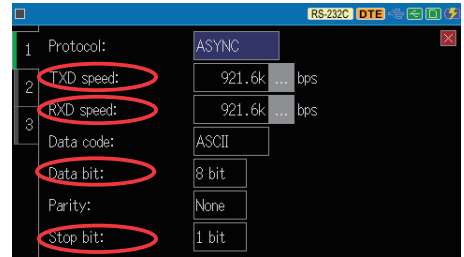 RS-232C DTE
1 Protocol: ASYNC
TXD speed: 921.6k ... bps
2
RXD speed: 921.6k ... bps
3
Data code: ASCII
Data bit: 8 bit
Parity: None
Stop bit: 1 bit